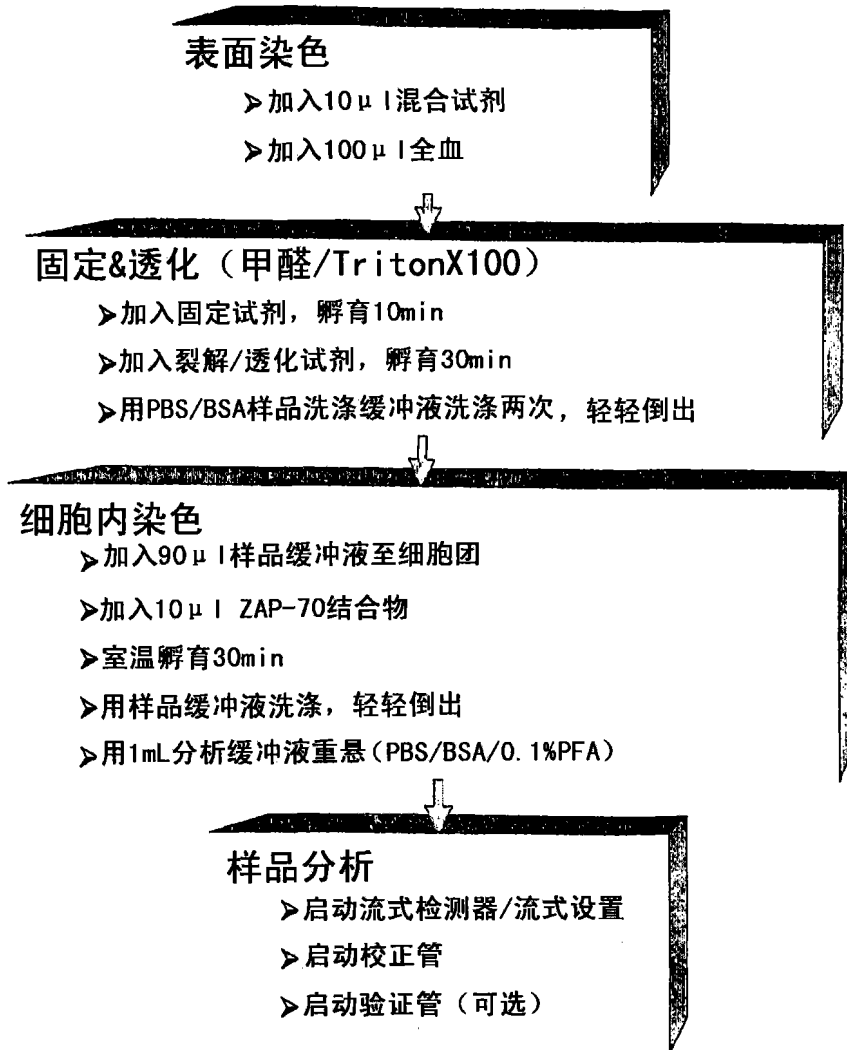 表面染色
➢加入10μl混合试剂
➢加入100μl全血
固定&透化（甲醛/TritonX100）
➢加入固定试剂，孵育10min
➢加入裂解/透化试剂，孵育30min
➢用PBS/BSA样品洗涤缓冲液洗涤两次，轻轻倒出
细胞内染色
➢加入90μl样品缓冲液至细胞团
➢加入10μl ZAP-70结合物
➢室温孵育30min
➢用样品缓冲液洗涤，轻轻倒出
➢用1mL分析缓冲液重悬（PBS/BSA/0.1%PFA）
样品分析
➢启动流式检测器/流式设置
➢启动校正管
➢启动验证管（可选）